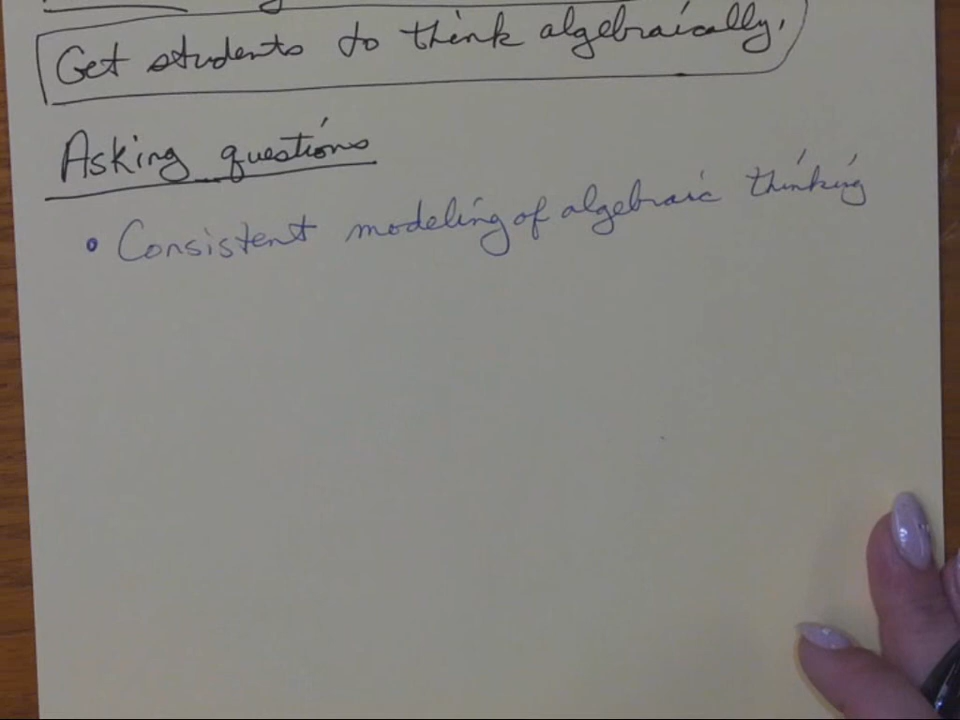 Get students to think algebraically.
Asking questions
• Consistent modeling of algebraic thinking